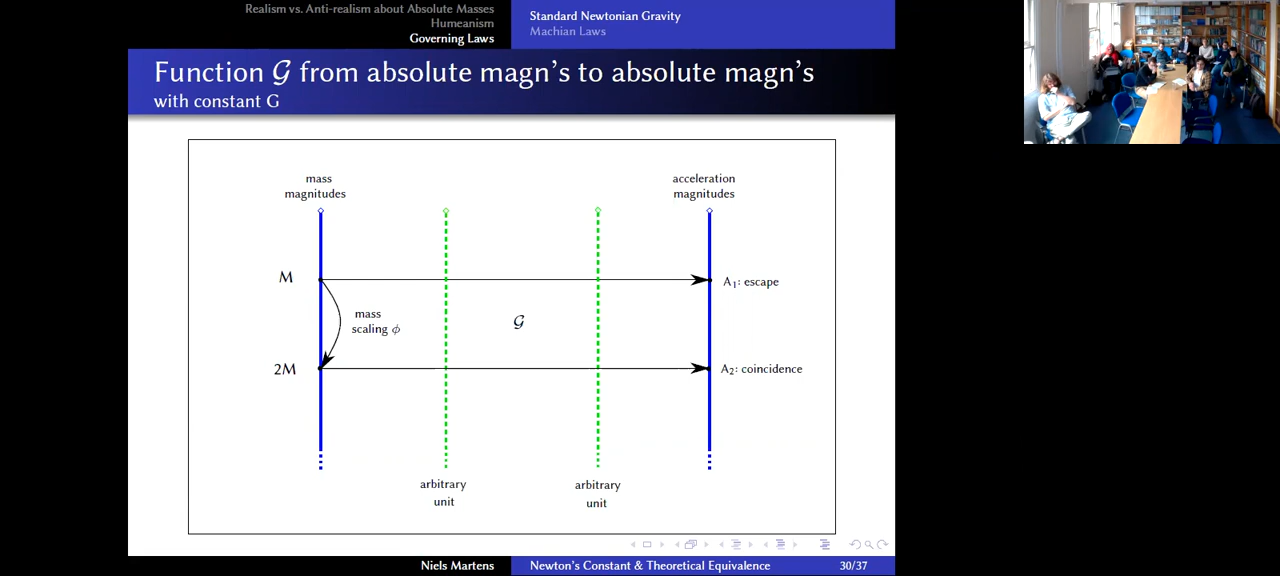 Realism vs. Anti-realism about Absolute Masses
Humeanism
Governing Laws
Standard Newtonian Gravity
Machian Laws
Function 𝒢 from absolute magn's to absolute magn's
with constant G
mass
magnitudes
acceleration
magnitudes
M
A₁: escape
mass
scaling ϕ
𝒢
2M
A₂: coincidence
arbitrary
unit
arbitrary
unit
Niels Martens
Newton's Constant & Theoretical Equivalence
30/37